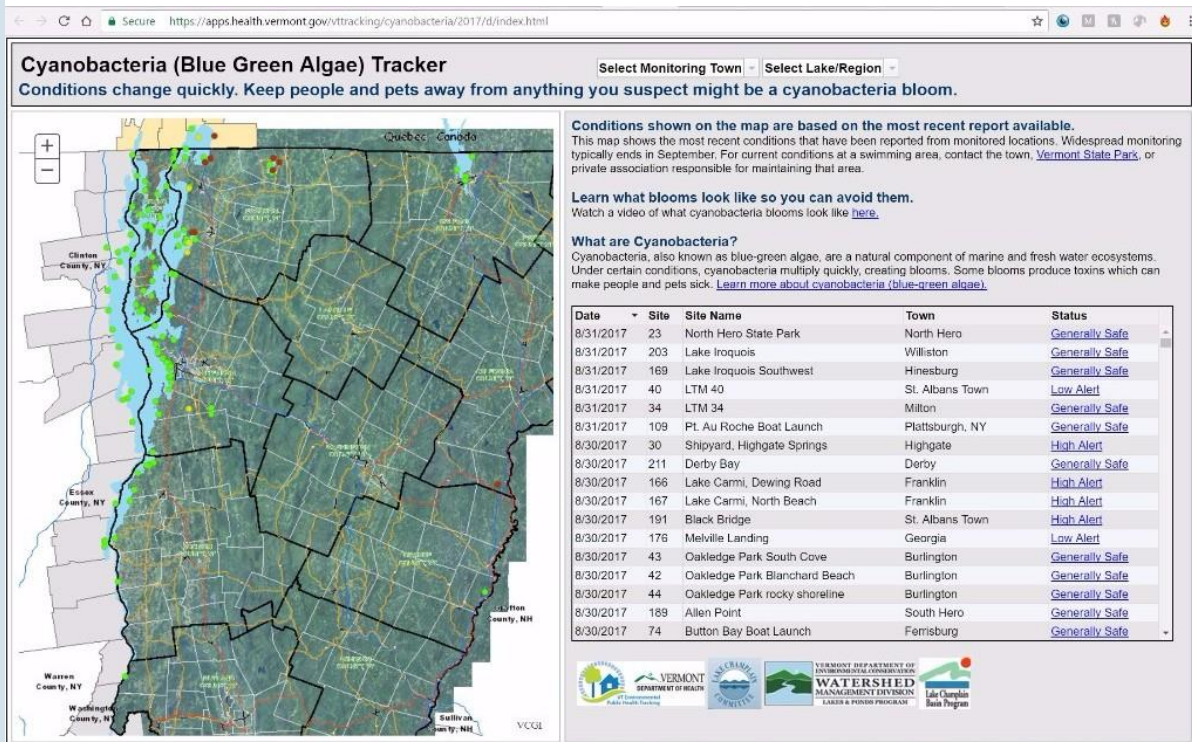 Secure https://apps.health.vermont.gov/vttracking/cyanobacteria/2017/d/index.html
Cyanobacteria (Blue Green Algae) Tracker
Select Monitoring Town Select Lake/Region
Conditions change quickly. Keep people and pets away from anything you suspect might be a cyanobacteria bloom.
+
−
Quebec Canada
Clinton
County, NY
Essex
County, NY
Warren
County, NY
Washington
County, NY
Grafton
County, NH
Sullivan
County, NH
VCGI
Conditions shown on the map are based on the most recent report available.
This map shows the most recent conditions that have been reported from monitored locations. Widespread monitoring
typically ends in September. For current conditions at a swimming area, contact the town, Vermont State Park, or
private association responsible for maintaining that area.
Learn what blooms look like so you can avoid them.
Watch a video of what cyanobacteria blooms look like here.
What are Cyanobacteria?
Cyanobacteria, also known as blue-green algae, are a natural component of marine and fresh water ecosystems.
Under certain conditions, cyanobacteria multiply quickly, creating blooms. Some blooms produce toxins which can
make people and pets sick. Learn more about cyanobacteria (blue-green algae).
Date Site Site Name Town Status
8/31/2017 23 North Hero State Park North Hero Generally Safe
8/31/2017 203 Lake Iroquois Williston Generally Safe
8/31/2017 169 Lake Iroquois Southwest Hinesburg Generally Safe
8/31/2017 40 LTM 40 St. Albans Town Low Alert
8/31/2017 34 LTM 34 Milton Generally Safe
8/31/2017 109 Pt. Au Roche Boat Launch Plattsburgh, NY Generally Safe
8/30/2017 30 Shipyard, Highgate Springs Highgate High Alert
8/30/2017 211 Derby Bay Derby Generally Safe
8/30/2017 166 Lake Carmi, Dewing Road Franklin High Alert
8/30/2017 167 Lake Carmi, North Beach Franklin High Alert
8/30/2017 191 Black Bridge St. Albans Town High Alert
8/30/2017 176 Melville Landing Georgia Low Alert
8/30/2017 43 Oakledge Park South Cove Burlington Generally Safe
8/30/2017 42 Oakledge Park Blanchard Beach Burlington Generally Safe
8/30/2017 44 Oakledge Park rocky shoreline Burlington Generally Safe
8/30/2017 189 Allen Point South Hero Generally Safe
8/30/2017 74 Button Bay Boat Launch Ferrisburg Generally Safe
VT Environmental
Public Health Tracking
VERMONT
DEPARTMENT OF HEALTH
LAKE CHAMPLAIN
COMMITTEE
VERMONT DEPARTMENT OF
ENVIRONMENTAL CONSERVATION
WATERSHED
MANAGEMENT DIVISION
LAKES & PONDS PROGRAM
Lake Champlain
Basin Program